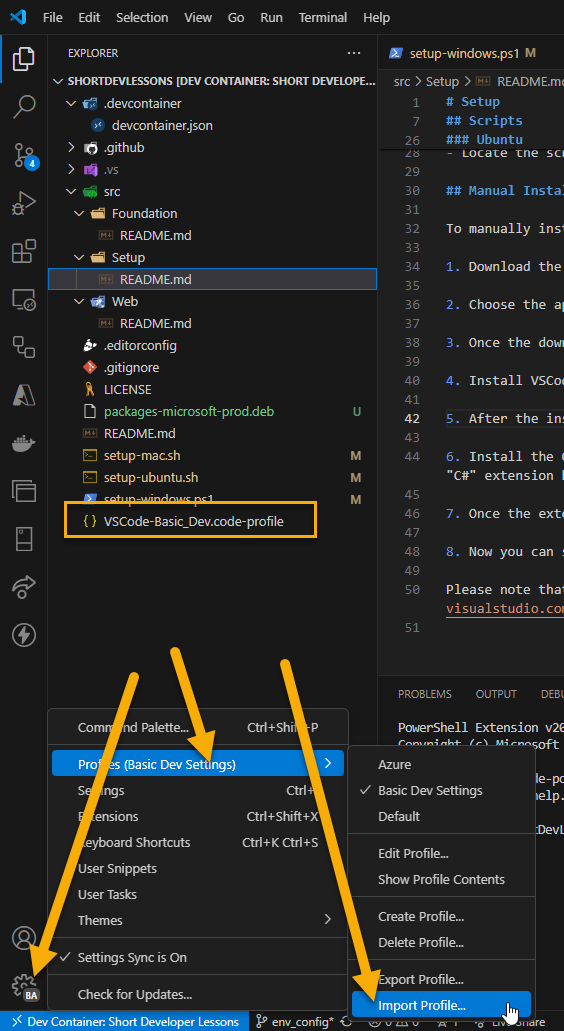 File Edit Selection View Go Run Terminal Help
EXPLORER
setup-windows.ps1 M
SHORTDEVLESSONS [DEV CONTAINER: SHORT DEVELOPE...
src > Setup > README.md
.devcontainer
1 # Setup
devcontainer.json
7 ## Scripts
26 ### Ubuntu
.github
28 - Locate the scr
.vs
29
src
30 ## Manual Instal
Foundation
31
README.md
32 To manually inst
Setup
33
README.md
34 1. Download the
35
Web
36 2. Choose the ap
README.md
37
38 3. Once the down
.editorconfig
39
.gitignore
40 4. Install VSCod
LICENSE
41
packages-microsoft-prod.deb U
42 5. After the ins
README.md
43
setup-mac.sh M
44 6. Install the C
"C#" extension b
setup-ubuntu.sh M
45
setup-windows.ps1 M
46 7. Once the exte
VSCode-Basic_Dev.code-profile
47
48 8. Now you can s
49
50 Please note that
visualstudio.com
51
PROBLEMS OUTPUT DEBU
Command Palette... Ctrl+Shift+P
PowerShell Extension v20
Copyright (c) Microsoft
Profiles (Basic Dev Settings)
Settings Ctrl+
Extensions Ctrl+Shift+X
Keyboard Shortcuts Ctrl+K Ctrl+S
User Snippets
User Tasks
Themes
Settings Sync is On
Check for Updates...
Azure
Basic Dev Settings
Default
Edit Profile...
Show Profile Contents
Create Profile...
Delete Profile...
Export Profile...
Import Profile...
4
BA
Dev Container: Short Developer Lessons env_config* 0 0 1 Live Share